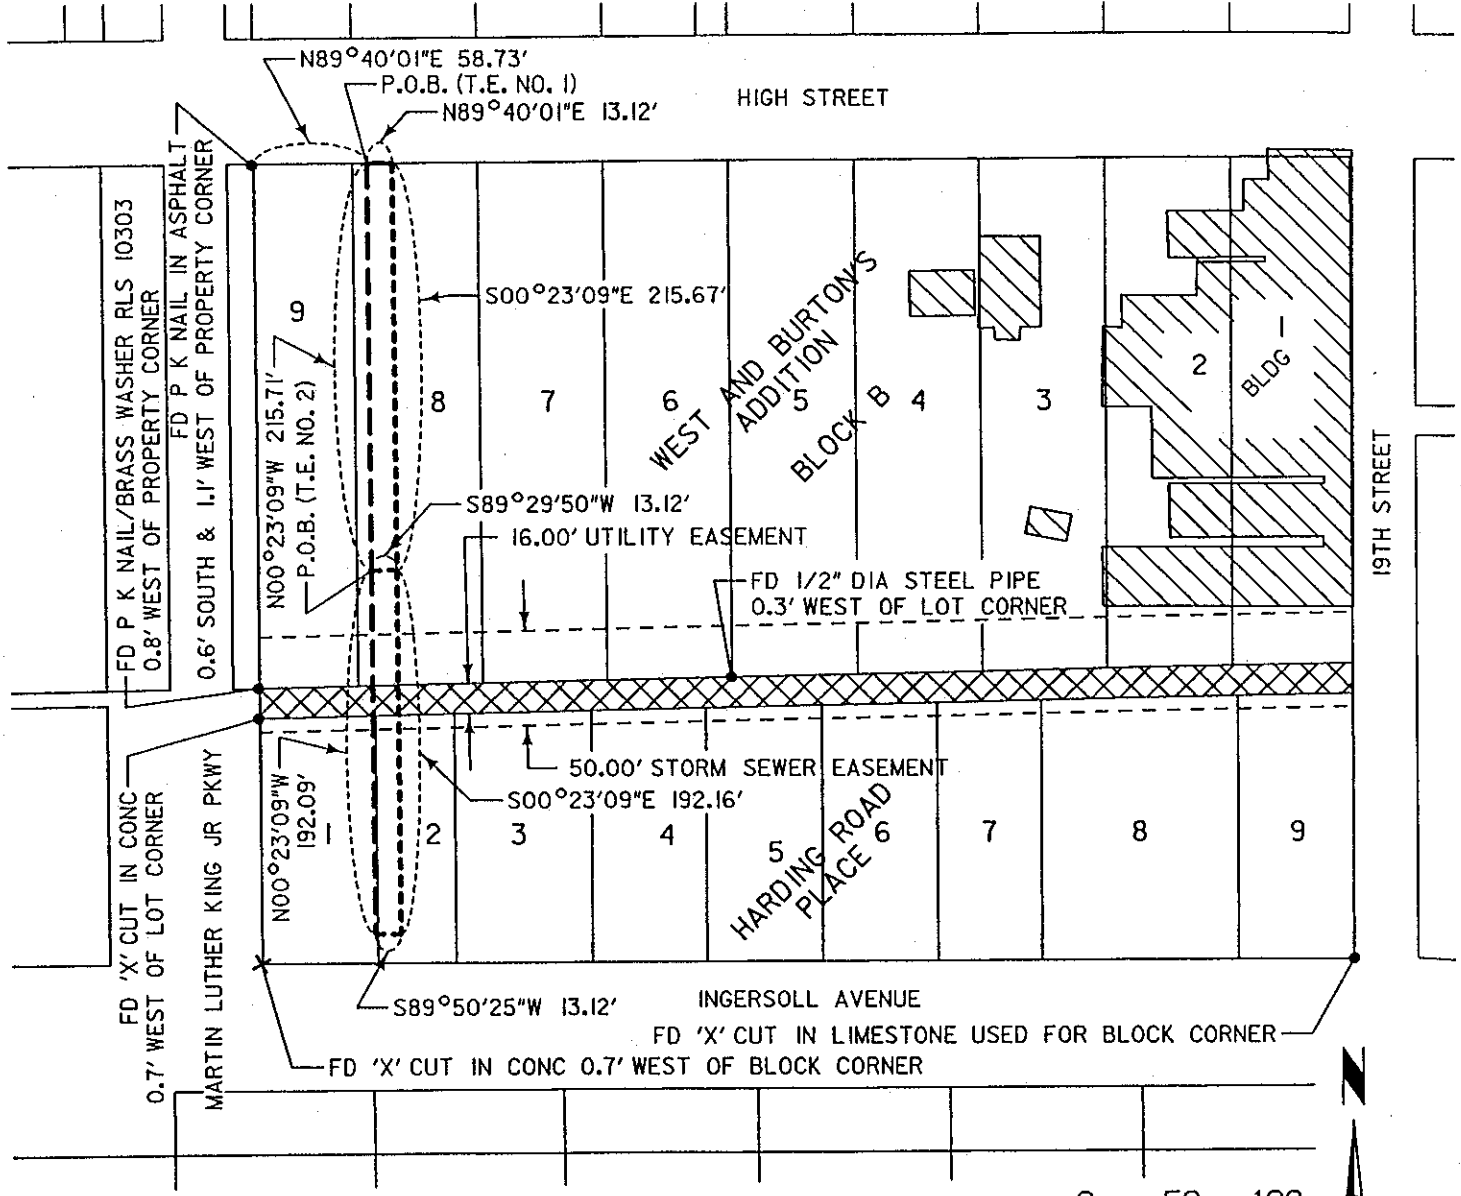 N89°40'01"E 58.73'
P.O.B. (T.E. NO. 1)
N89°40'01"E 13.12'
HIGH STREET
FD P K NAIL/BRASS WASHER RLS 10303
0.8' WEST OF PROPERTY CORNER
FD P K NAIL IN ASPHALT
0.6' SOUTH & 1.1' WEST OF PROPERTY CORNER
9
8
7
6
5
4
3
2
1
BLDG
S00°23'09"E 215.67'
N00°23'09"W 215.71'
P.O.B. (T.E. NO. 2)
WEST AND BURTON'S
ADDITION
BLOCK B
19TH STREET
S89°29'50"W 13.12'
16.00' UTILITY EASEMENT
FD 1/2" DIA STEEL PIPE
0.3' WEST OF LOT CORNER
50.00' STORM SEWER EASEMENT
S00°23'09"E 192.16'
N00°23'09"W
192.09'
FD 'X' CUT IN CONC
0.7' WEST OF LOT CORNER
MARTIN LUTHER KING JR PKWY
1
2
3
4
5
6
7
8
9
HARDING ROAD
PLACE
S89°50'25"W 13.12'
INGERSOLL AVENUE
FD 'X' CUT IN LIMESTONE USED FOR BLOCK CORNER
FD 'X' CUT IN CONC 0.7' WEST OF BLOCK CORNER
N
0 50 100